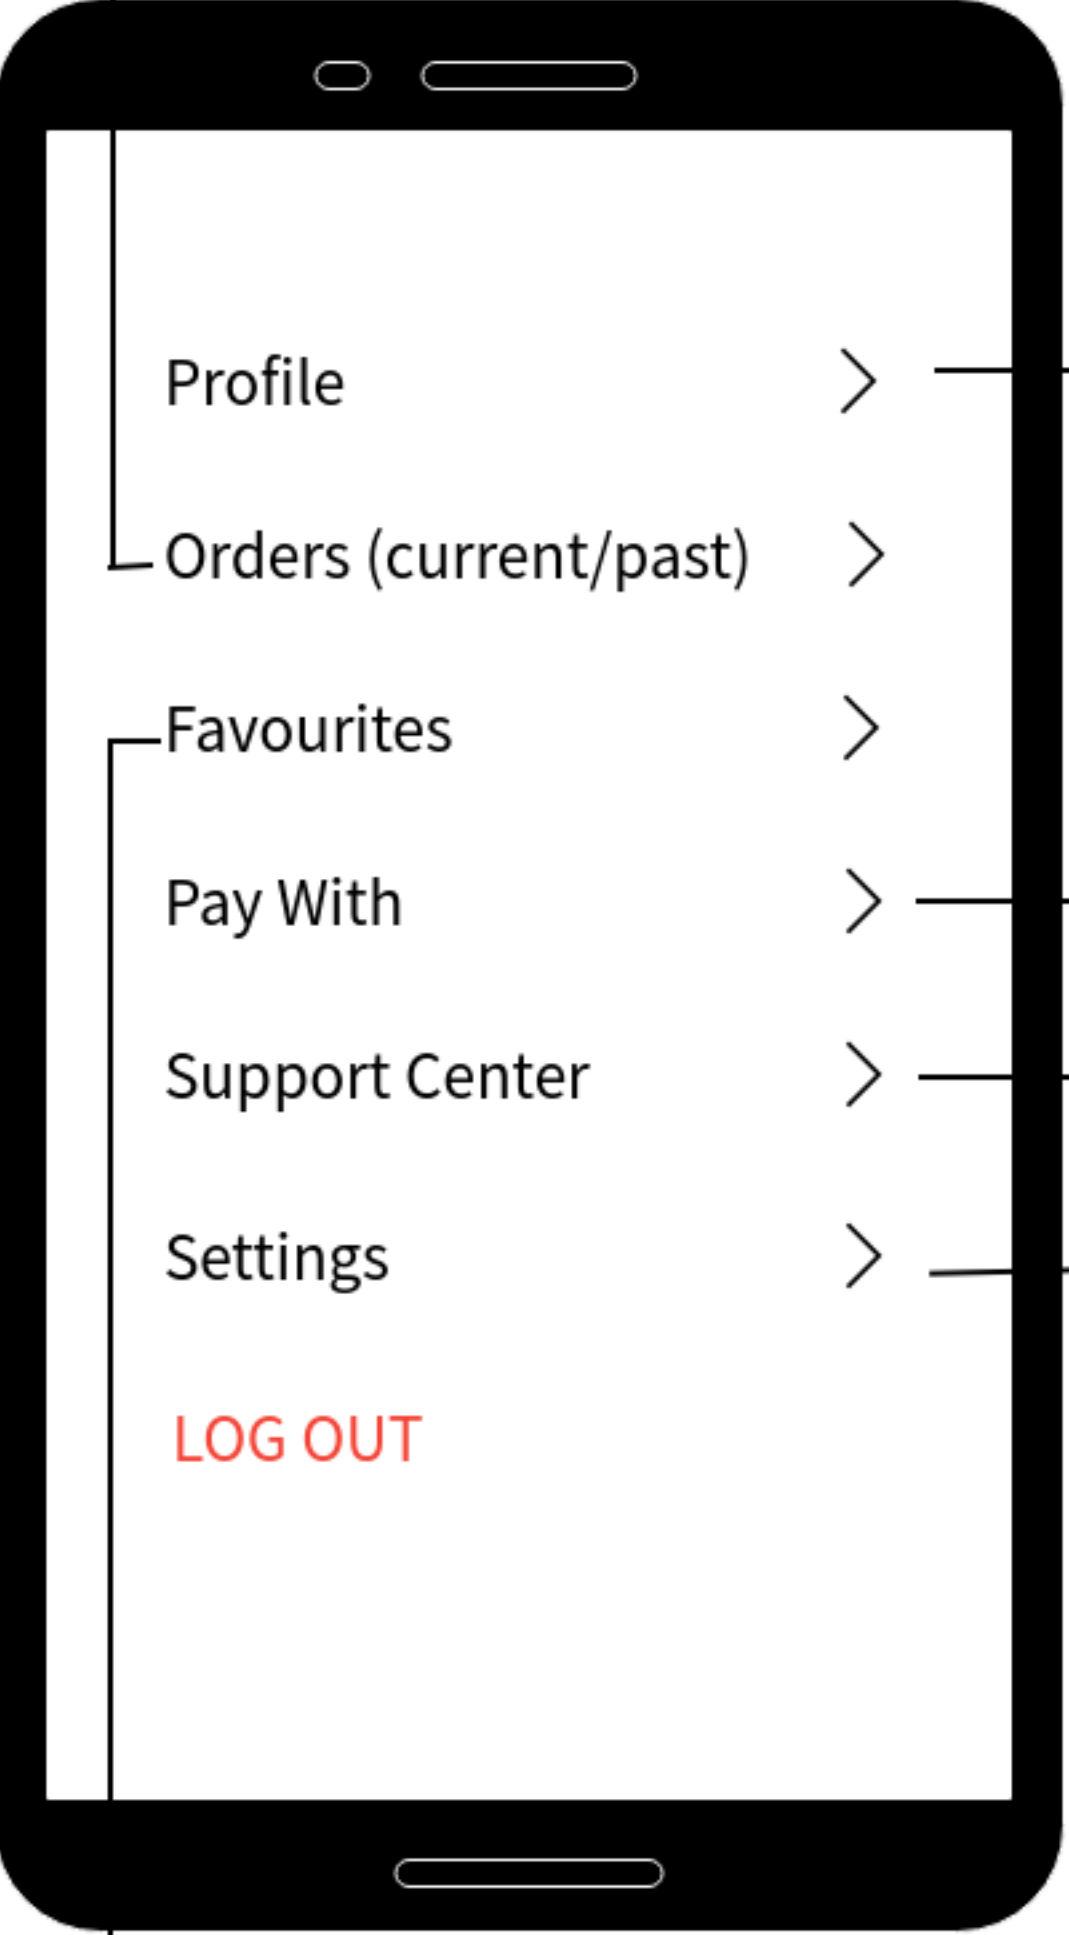 Profile
Orders (current/past)
Favourites
Pay With
Support Center
Settings
LOG OUT